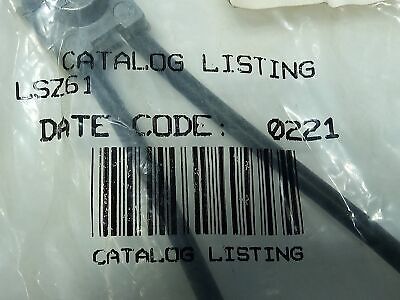 CATALOG LISTING
LSZ61
DATE CODE: 0221
CATALOG LISTING